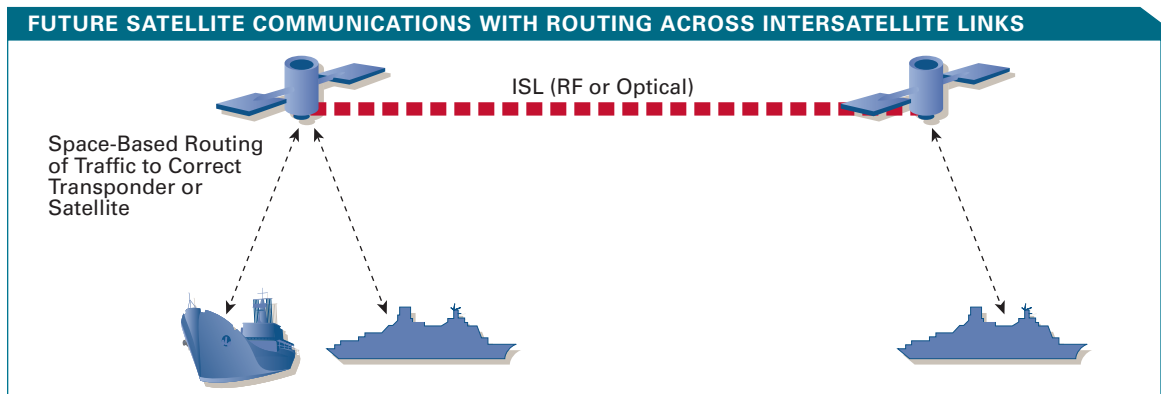 FUTURE SATELLITE COMMUNICATIONS WITH ROUTING ACROSS INTERSATELLITE LINKS
ISL (RF or Optical)
Space-Based Routing
of Traffic to Correct
Transponder or
Satellite